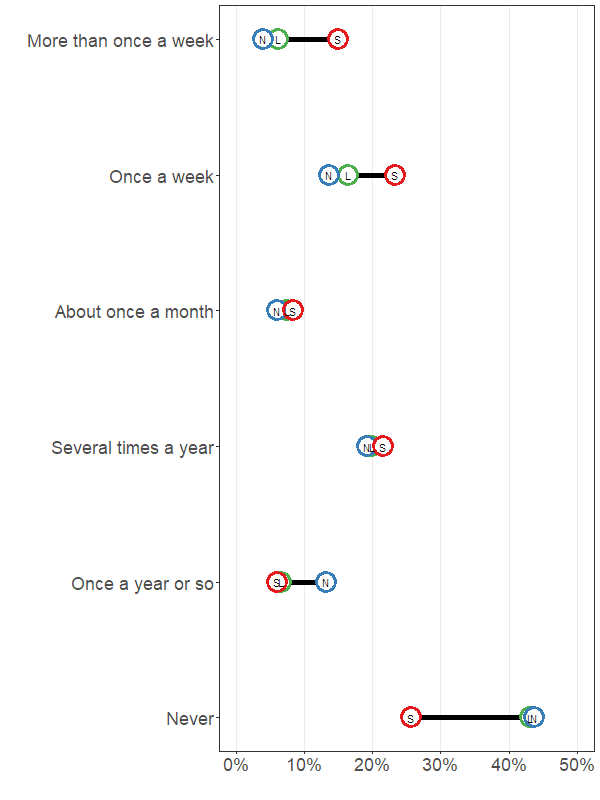 More than once a week N L S
Once a week N L S
About once a month N L S
Several times a year N L S
Once a year or so S L N
Never S L N
0% 10% 20% 30% 40% 50%